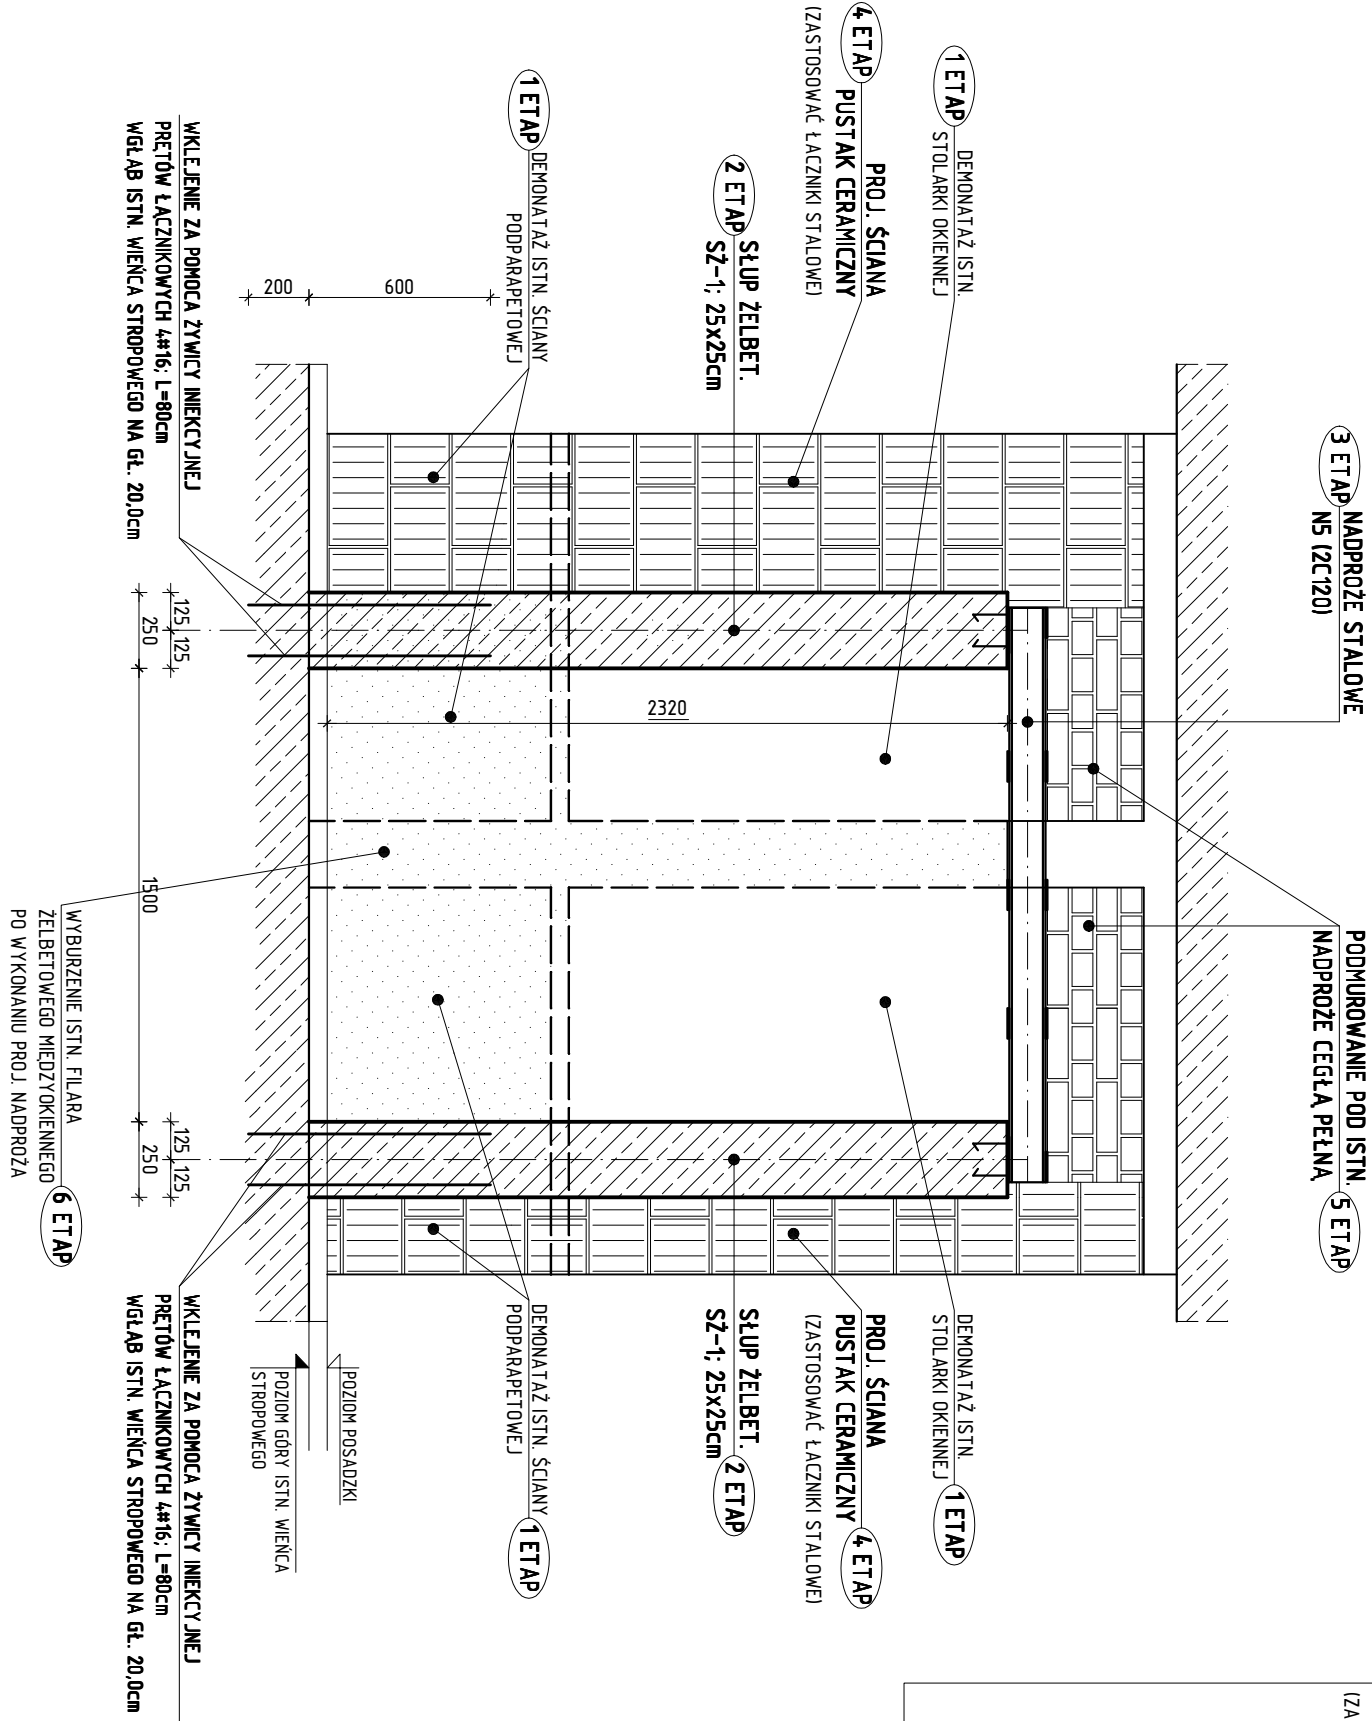 3 ETAP
NADPROŻE STALOWE
N5 (2C120)
PODMUROWANIE POD ISTN.
NADPROŻE CEGŁĄ PEŁNĄ
5 ETAP
1 ETAP
DEMONATAŻ ISTN.
STOLARKI OKIENNEJ
4 ETAP
PROJ. ŚCIANA
PUSTAK CERAMICZNY
(ZASTOSOWAĆ ŁĄCZNIKI STALOWE)
2 ETAP
SŁUP ŻELBET.
SŻ-1; 25x25cm
1 ETAP
DEMONATAŻ ISTN. ŚCIANY
PODPARAPETOWEJ
600
200
WKLEJENIE ZA POMOCĄ ŻYWICY INIEKCYJNEJ
PRĘTÓW ŁĄCZNIKOWYCH 4#16; L=80cm
WGŁĄB ISTN. WIEŃCA STROPOWEGO NA GŁ. 20,0cm
2320
125
125
250
1500
125
125
250
WYBURZENIE ISTN. FILARA
ŻELBETOWEGO MIĘDZYOKIENNEGO
PO WYKONANIU PROJ. NADPROŻA
6 ETAP
DEMONATAŻ ISTN.
STOLARKI OKIENNEJ
1 ETAP
PROJ. ŚCIANA
PUSTAK CERAMICZNY
(ZASTOSOWAĆ ŁĄCZNIKI STALOWE)
4 ETAP
SŁUP ŻELBET.
SŻ-1; 25x25cm
2 ETAP
DEMONATAŻ ISTN. ŚCIANY
PODPARAPETOWEJ
1 ETAP
POZIOM POSADZKI
POZIOM GÓRY ISTN. WIEŃCA
STROPOWEGO
WKLEJENIE ZA POMOCĄ ŻYWICY INIEKCYJNEJ
PRĘTÓW ŁĄCZNIKOWYCH 4#16; L=80cm
WGŁĄB ISTN. WIEŃCA STROPOWEGO NA GŁ. 20,0cm
(ZA